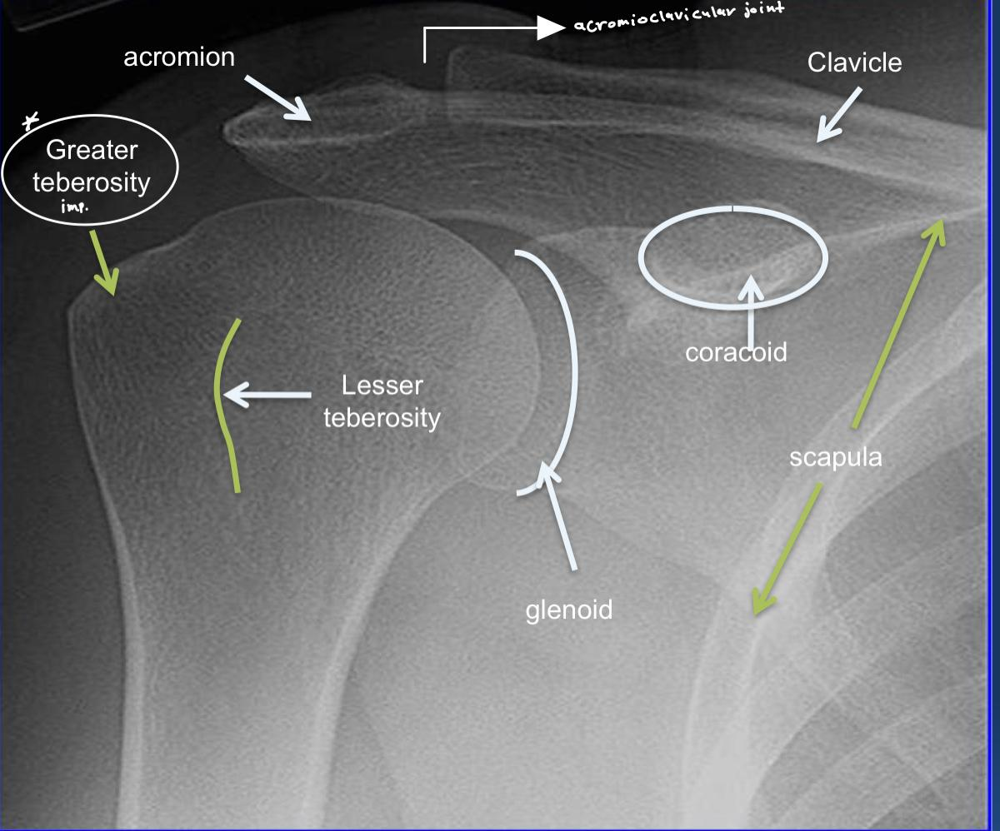 acromioclavicular joint
acromion
Clavicle
*
Greater
teberosity
imp.
coracoid
Lesser
teberosity
scapula
glenoid